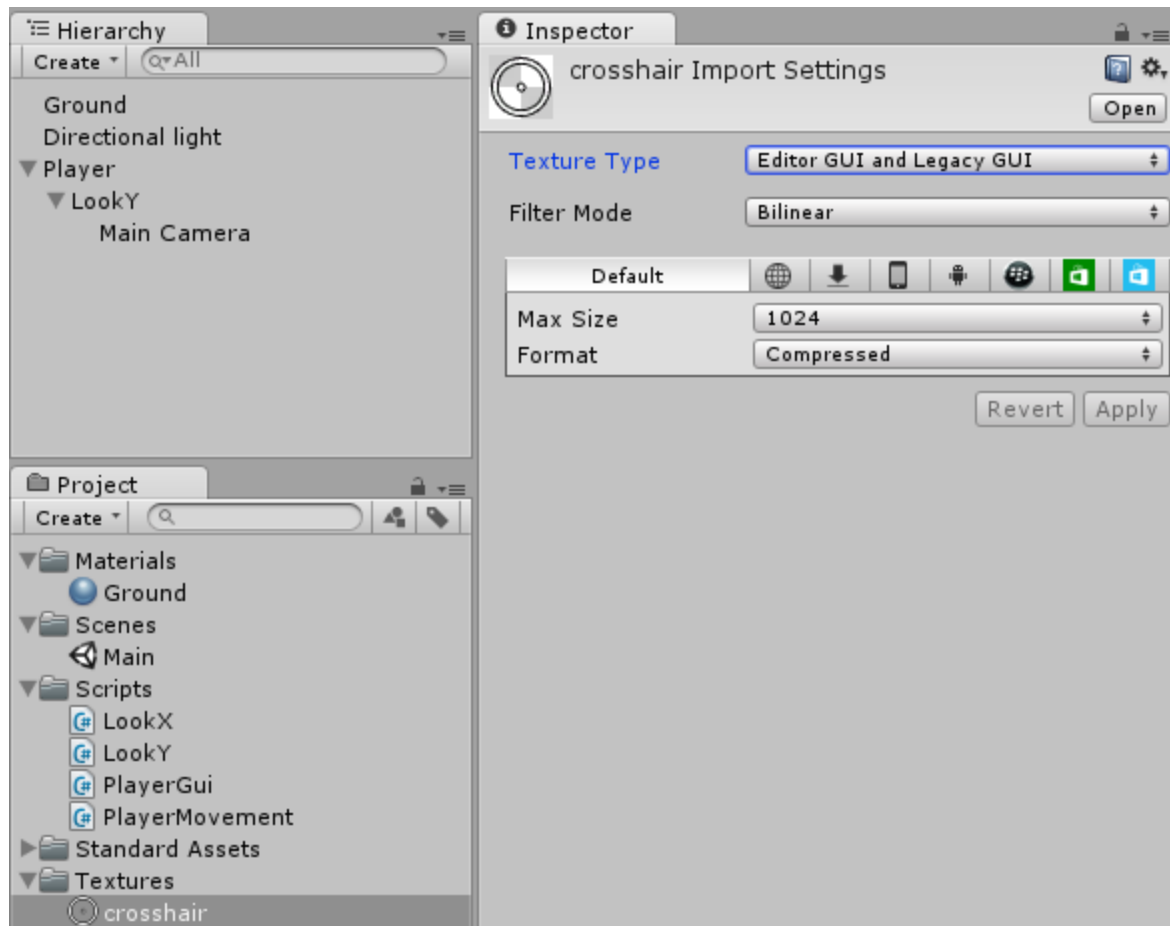 Hierarchy
Create
All
Ground
Directional light
Player
LookY
Main Camera
Project
Create
Materials
Ground
Scenes
Main
Scripts
LookX
LookY
PlayerGui
PlayerMovement
Standard Assets
Textures
crosshair
Inspector
crosshair Import Settings
Open
Texture Type Editor GUI and Legacy GUI
Filter Mode Bilinear
Default
Max Size 1024
Format Compressed
Revert Apply